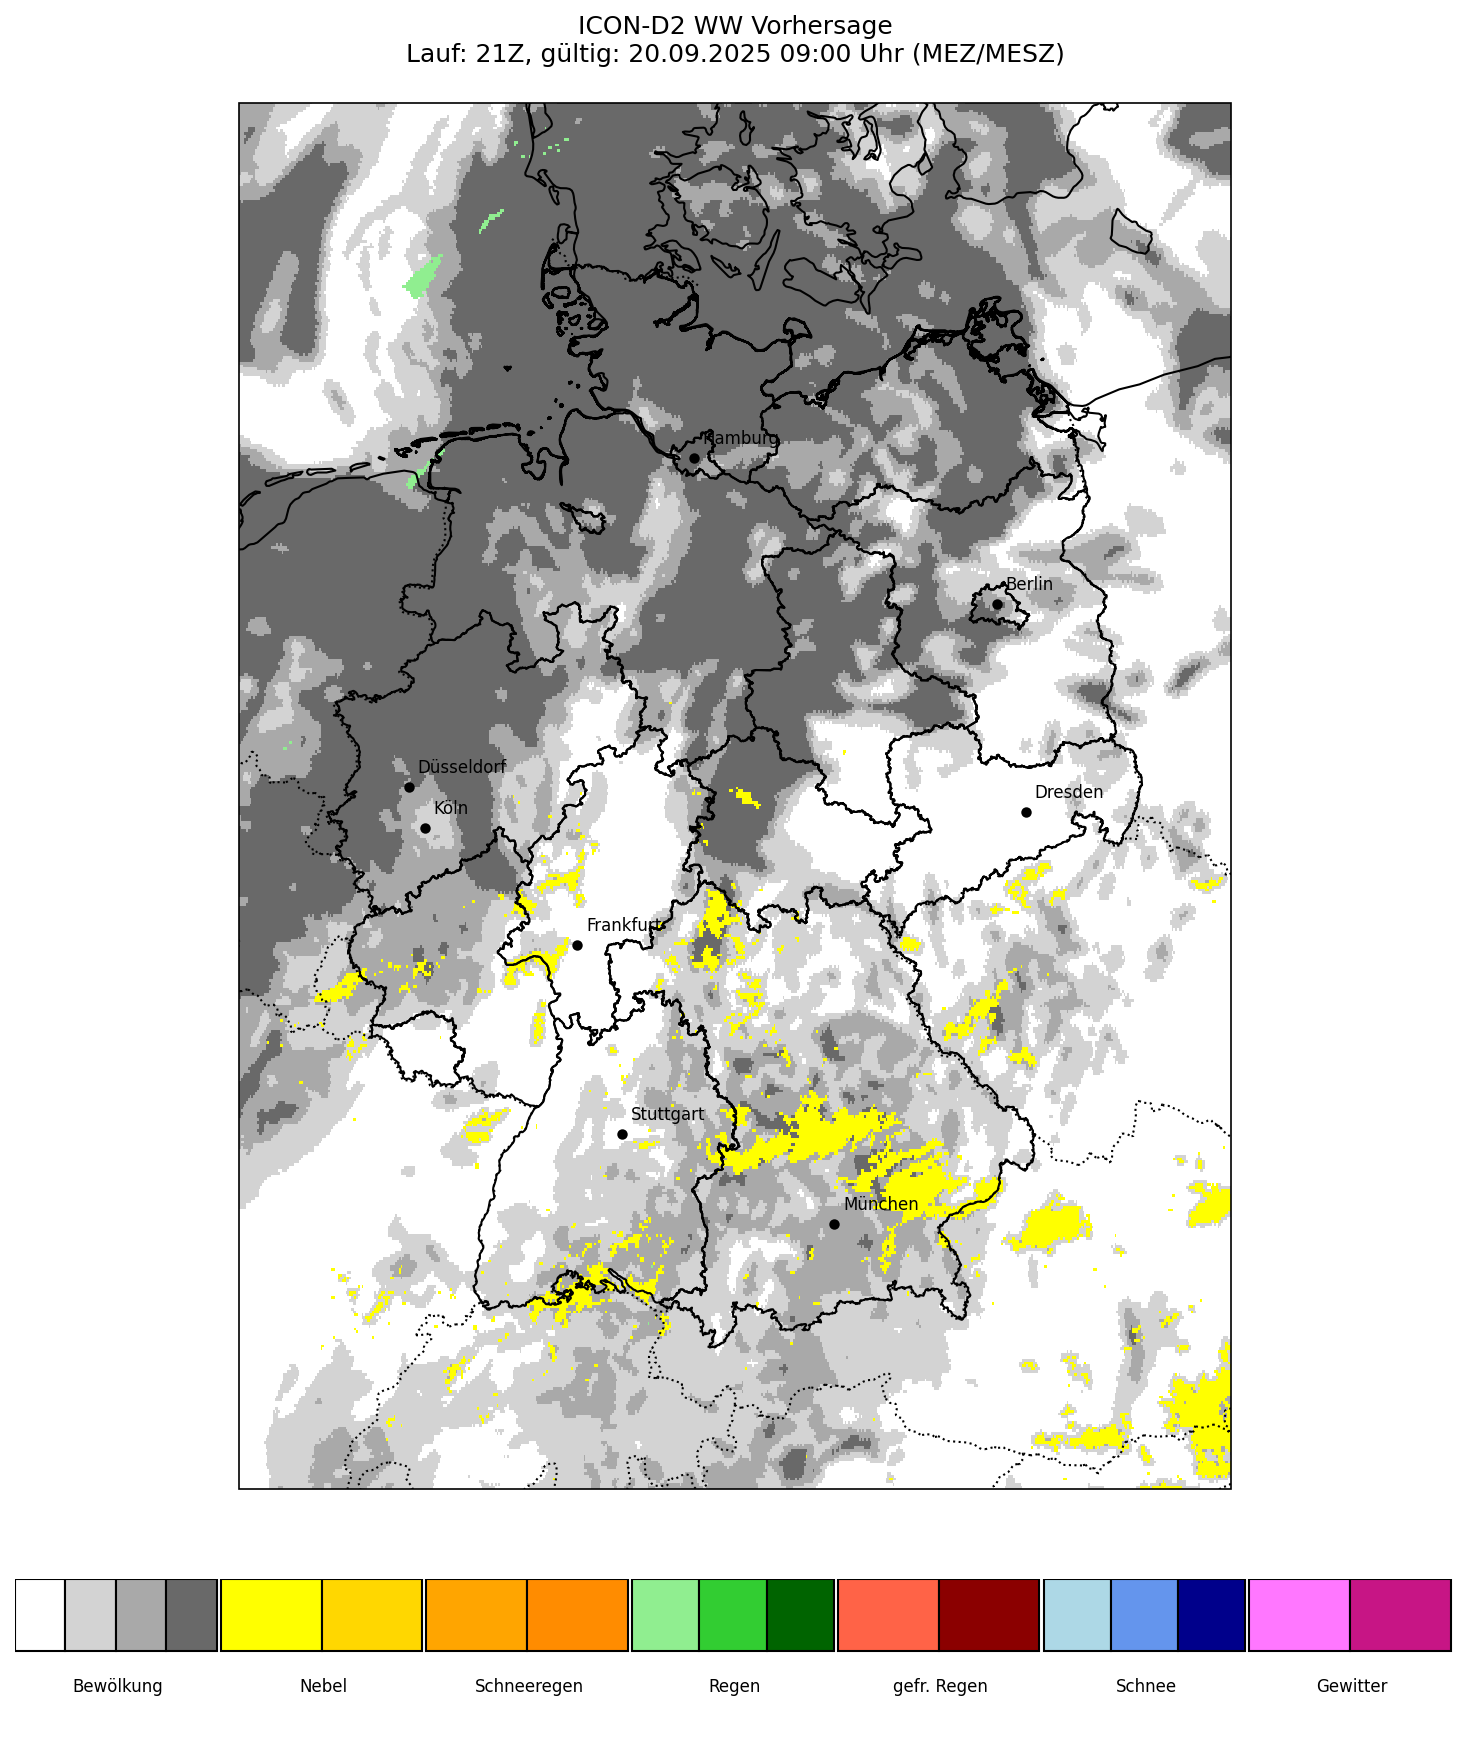 ICON-D2 WW Vorhersage
Lauf: 21Z, gültig: 20.09.2025 09:00 Uhr (MEZ/MESZ)
Hamburg
Berlin
Düsseldorf
Köln
Dresden
Frankfurt
Stuttgart
München
Bewölkung
Nebel
Schneeregen
Regen
gefr. Regen
Schnee
Gewitter